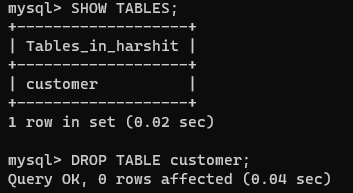 mysql> SHOW TABLES;
+-------------------+
| Tables_in_harshit |
+-------------------+
| customer          |
+-------------------+
1 row in set (0.02 sec)

mysql> DROP TABLE customer;
Query OK, 0 rows affected (0.04 sec)